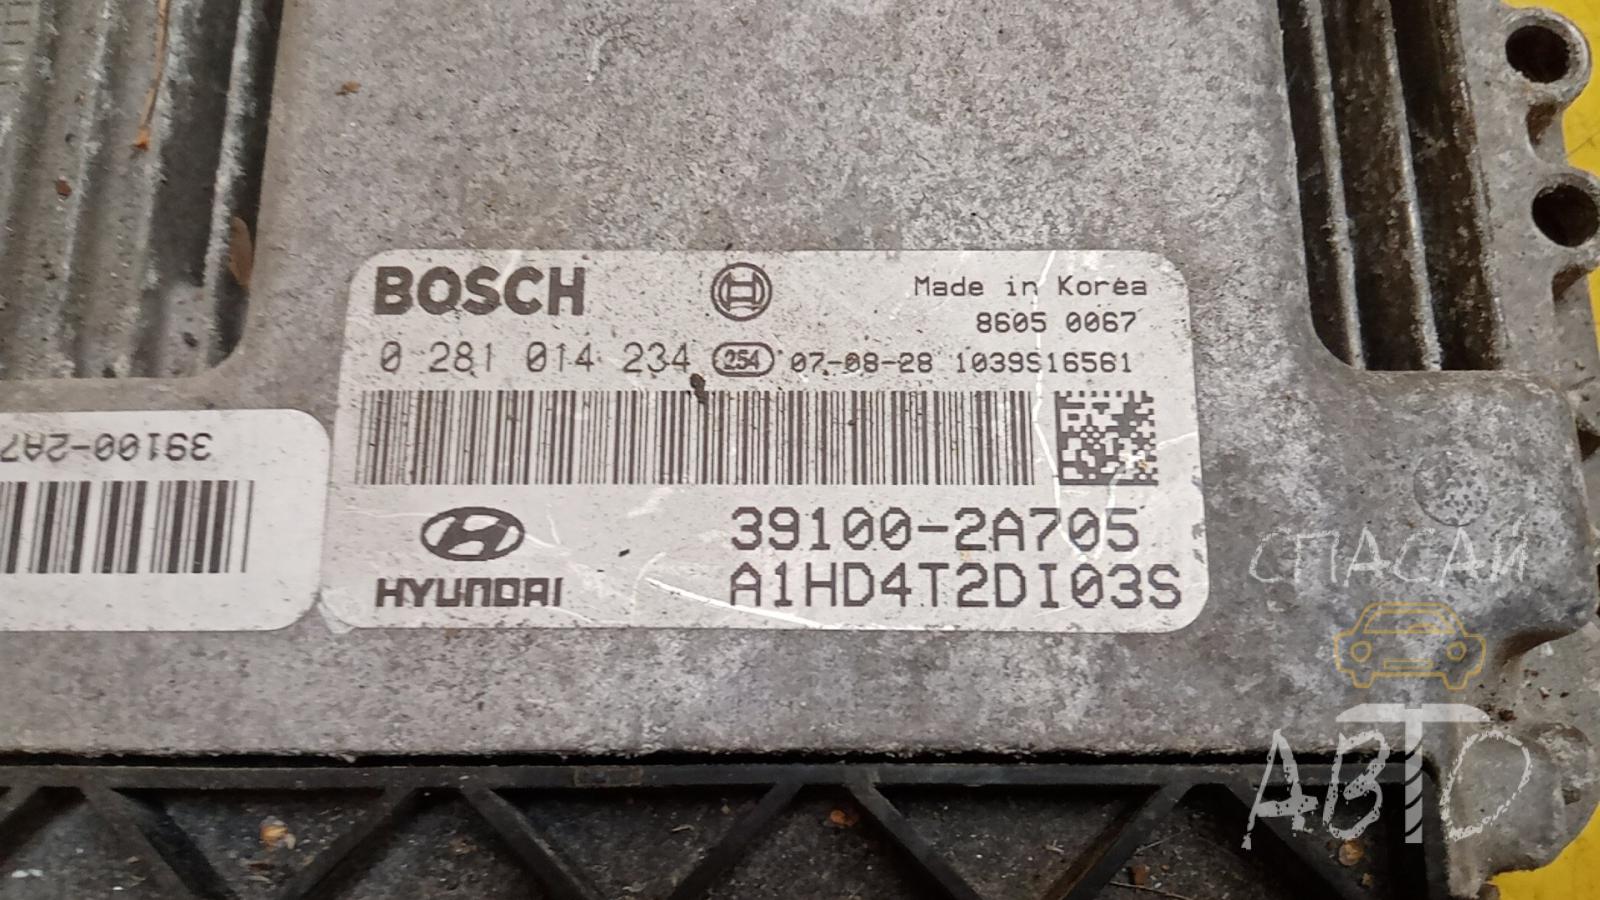 BOSCH
Made in Korea
8605 0067
0 281 014 234 254 07-08-28 1039S16561
39100-2A7
39100-2A705
HYUNDAI
A1HD4T2DI03S
СПАСАЙ
АВТО